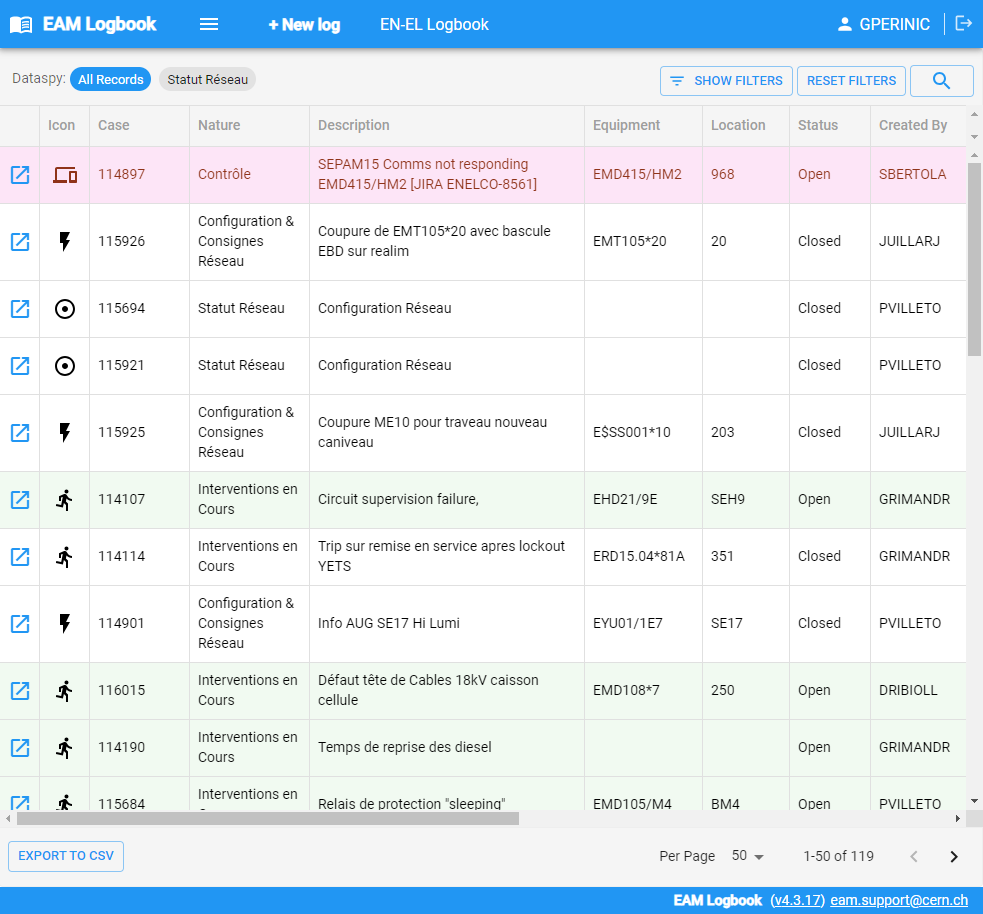 EAM Logbook + New log EN-EL Logbook GPERINIC
Dataspy: All Records Statut Réseau SHOW FILTERS RESET FILTERS
Icon Case Nature Description Equipment Location Status Created By
114897 Contrôle SEPAM15 Comms not responding EMD415/HM2 [JIRA ENELCO-8561] EMD415/HM2 968 Open SBERTOLA
115926 Configuration & Consignes Réseau Coupure de EMT105*20 avec bascule EBD sur realim EMT105*20 20 Closed JUILLARJ
115694 Statut Réseau Configuration Réseau Closed PVILLETO
115921 Statut Réseau Configuration Réseau Closed PVILLETO
115925 Configuration & Consignes Réseau Coupure ME10 pour traveau nouveau caniveau E$SS001*10 203 Closed JUILLARJ
114107 Interventions en Cours Circuit supervision failure, EHD21/9E SEH9 Open GRIMANDR
114114 Interventions en Cours Trip sur remise en service apres lockout YETS ERD15.04*81A 351 Closed GRIMANDR
114901 Configuration & Consignes Réseau Info AUG SE17 Hi Lumi EYU01/1E7 SE17 Closed PVILLETO
116015 Interventions en Cours Défaut tête de Cables 18kV caisson cellule EMD108*7 250 Open DRIBIOLL
114190 Interventions en Cours Temps de reprise des diesel Open GRIMANDR
115684 Interventions en Relais de protection "sleeping" EMD105/M4 BM4 Open PVILLETO
EXPORT TO CSV Per Page 50 1-50 of 119
EAM Logbook (v4.3.17) eam.support@cern.ch